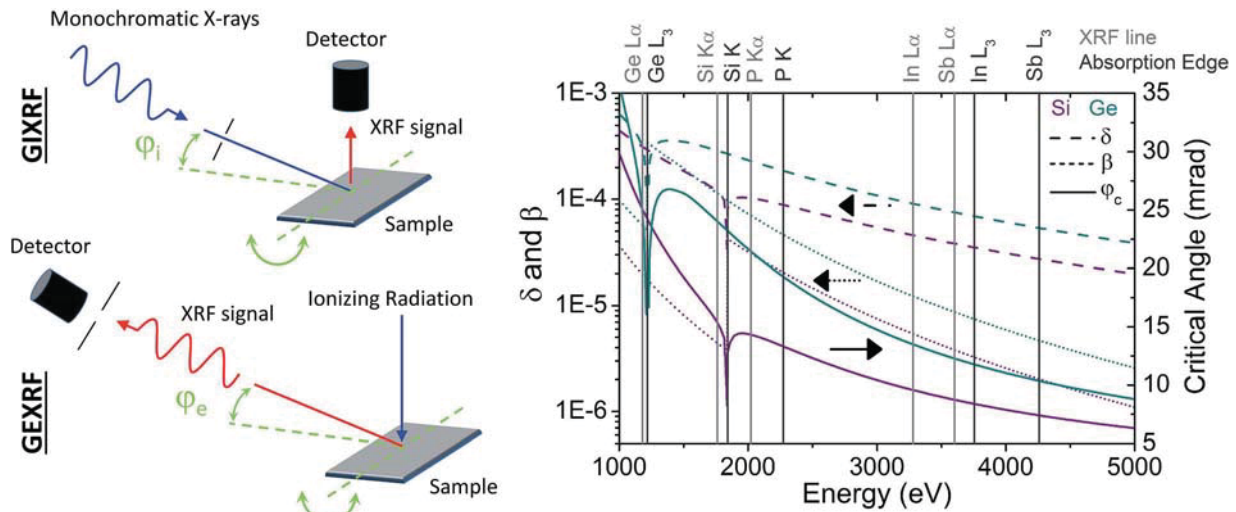 Monochromatic X-rays
Detector
GIXRF
φi
XRF signal
Sample
Detector
XRF signal
Ionizing Radiation
GEXRF
φe
Sample
Ge Lα
Ge L3
Si Kα
Si K
P Kα
P K
In Lα
Sb Lα
In L3
Sb L3
XRF line
Absorption Edge
1E-3
1E-4
1E-5
1E-6
δ and β
Si Ge
δ
β
φc
35
30
25
20
15
10
5
Critical Angle (mrad)
1000 2000 3000 4000 5000
Energy (eV)